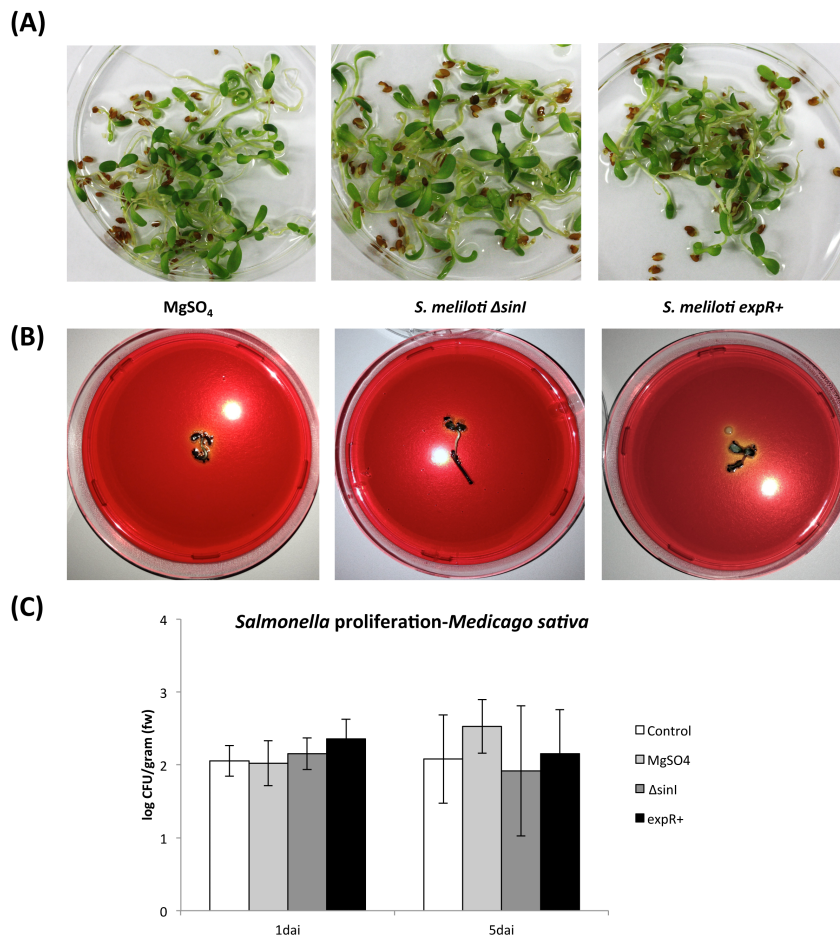 (A)
MgSO₄ S. meliloti ΔsinI S. meliloti expR+
(B)
(C)
Salmonella proliferation-Medicago sativa
log CFU/gram (fw)
4
3
2
1
0
1dai 5dai
Control
MgSO4
ΔsinI
expR+